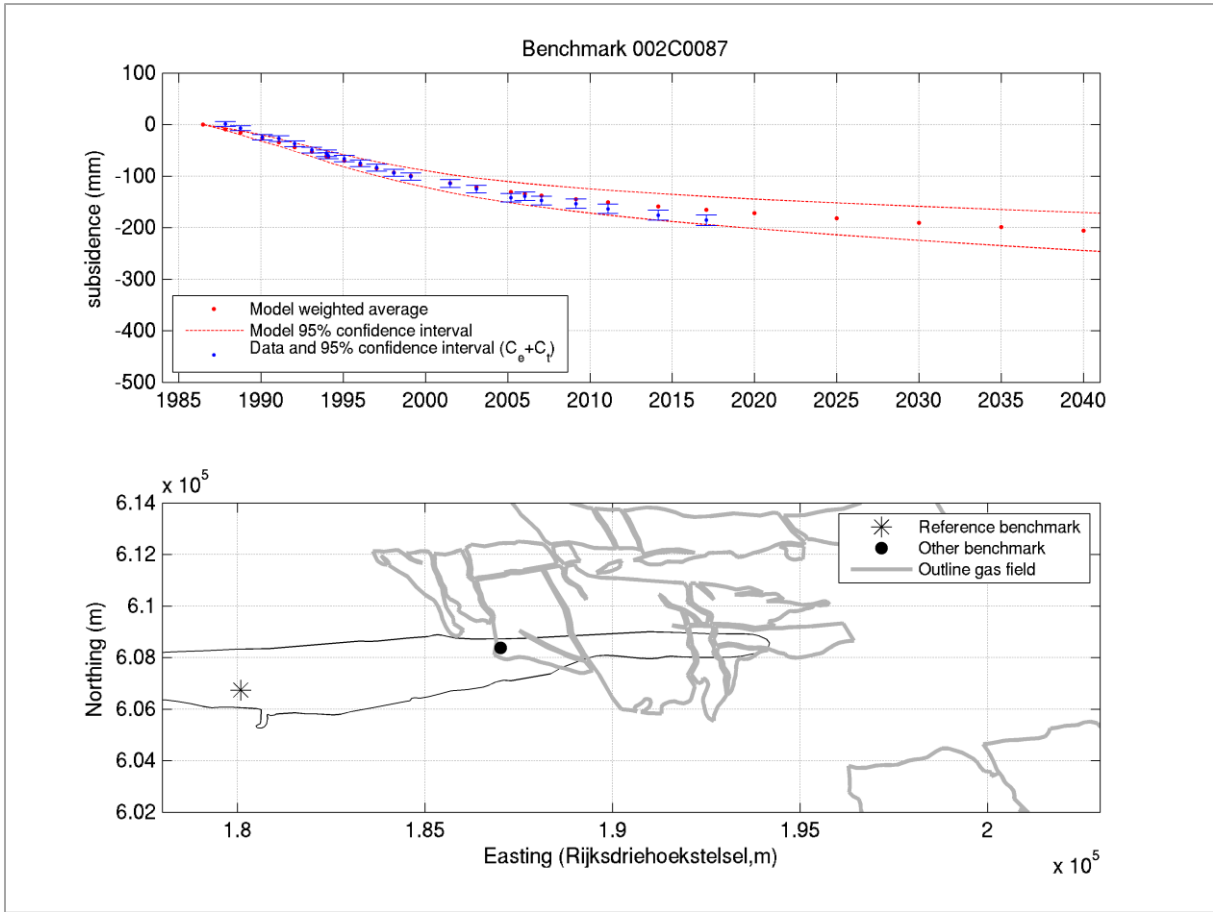 Benchmark 002C0087
100
0
-100
-200
-300
-400
-500
subsidence (mm)
Model weighted average
Model 95% confidence interval
Data and 95% confidence interval (C_e+C_t)
1985 1990 1995 2000 2005 2010 2015 2020 2025 2030 2035 2040
x 10^5
6.14
6.12
6.1
6.08
6.06
6.04
6.02
Northing (m)
Reference benchmark
Other benchmark
Outline gas field
1.8 1.85 1.9 1.95 2
Easting (Rijksdriehoekstelsel,m)
x 10^5